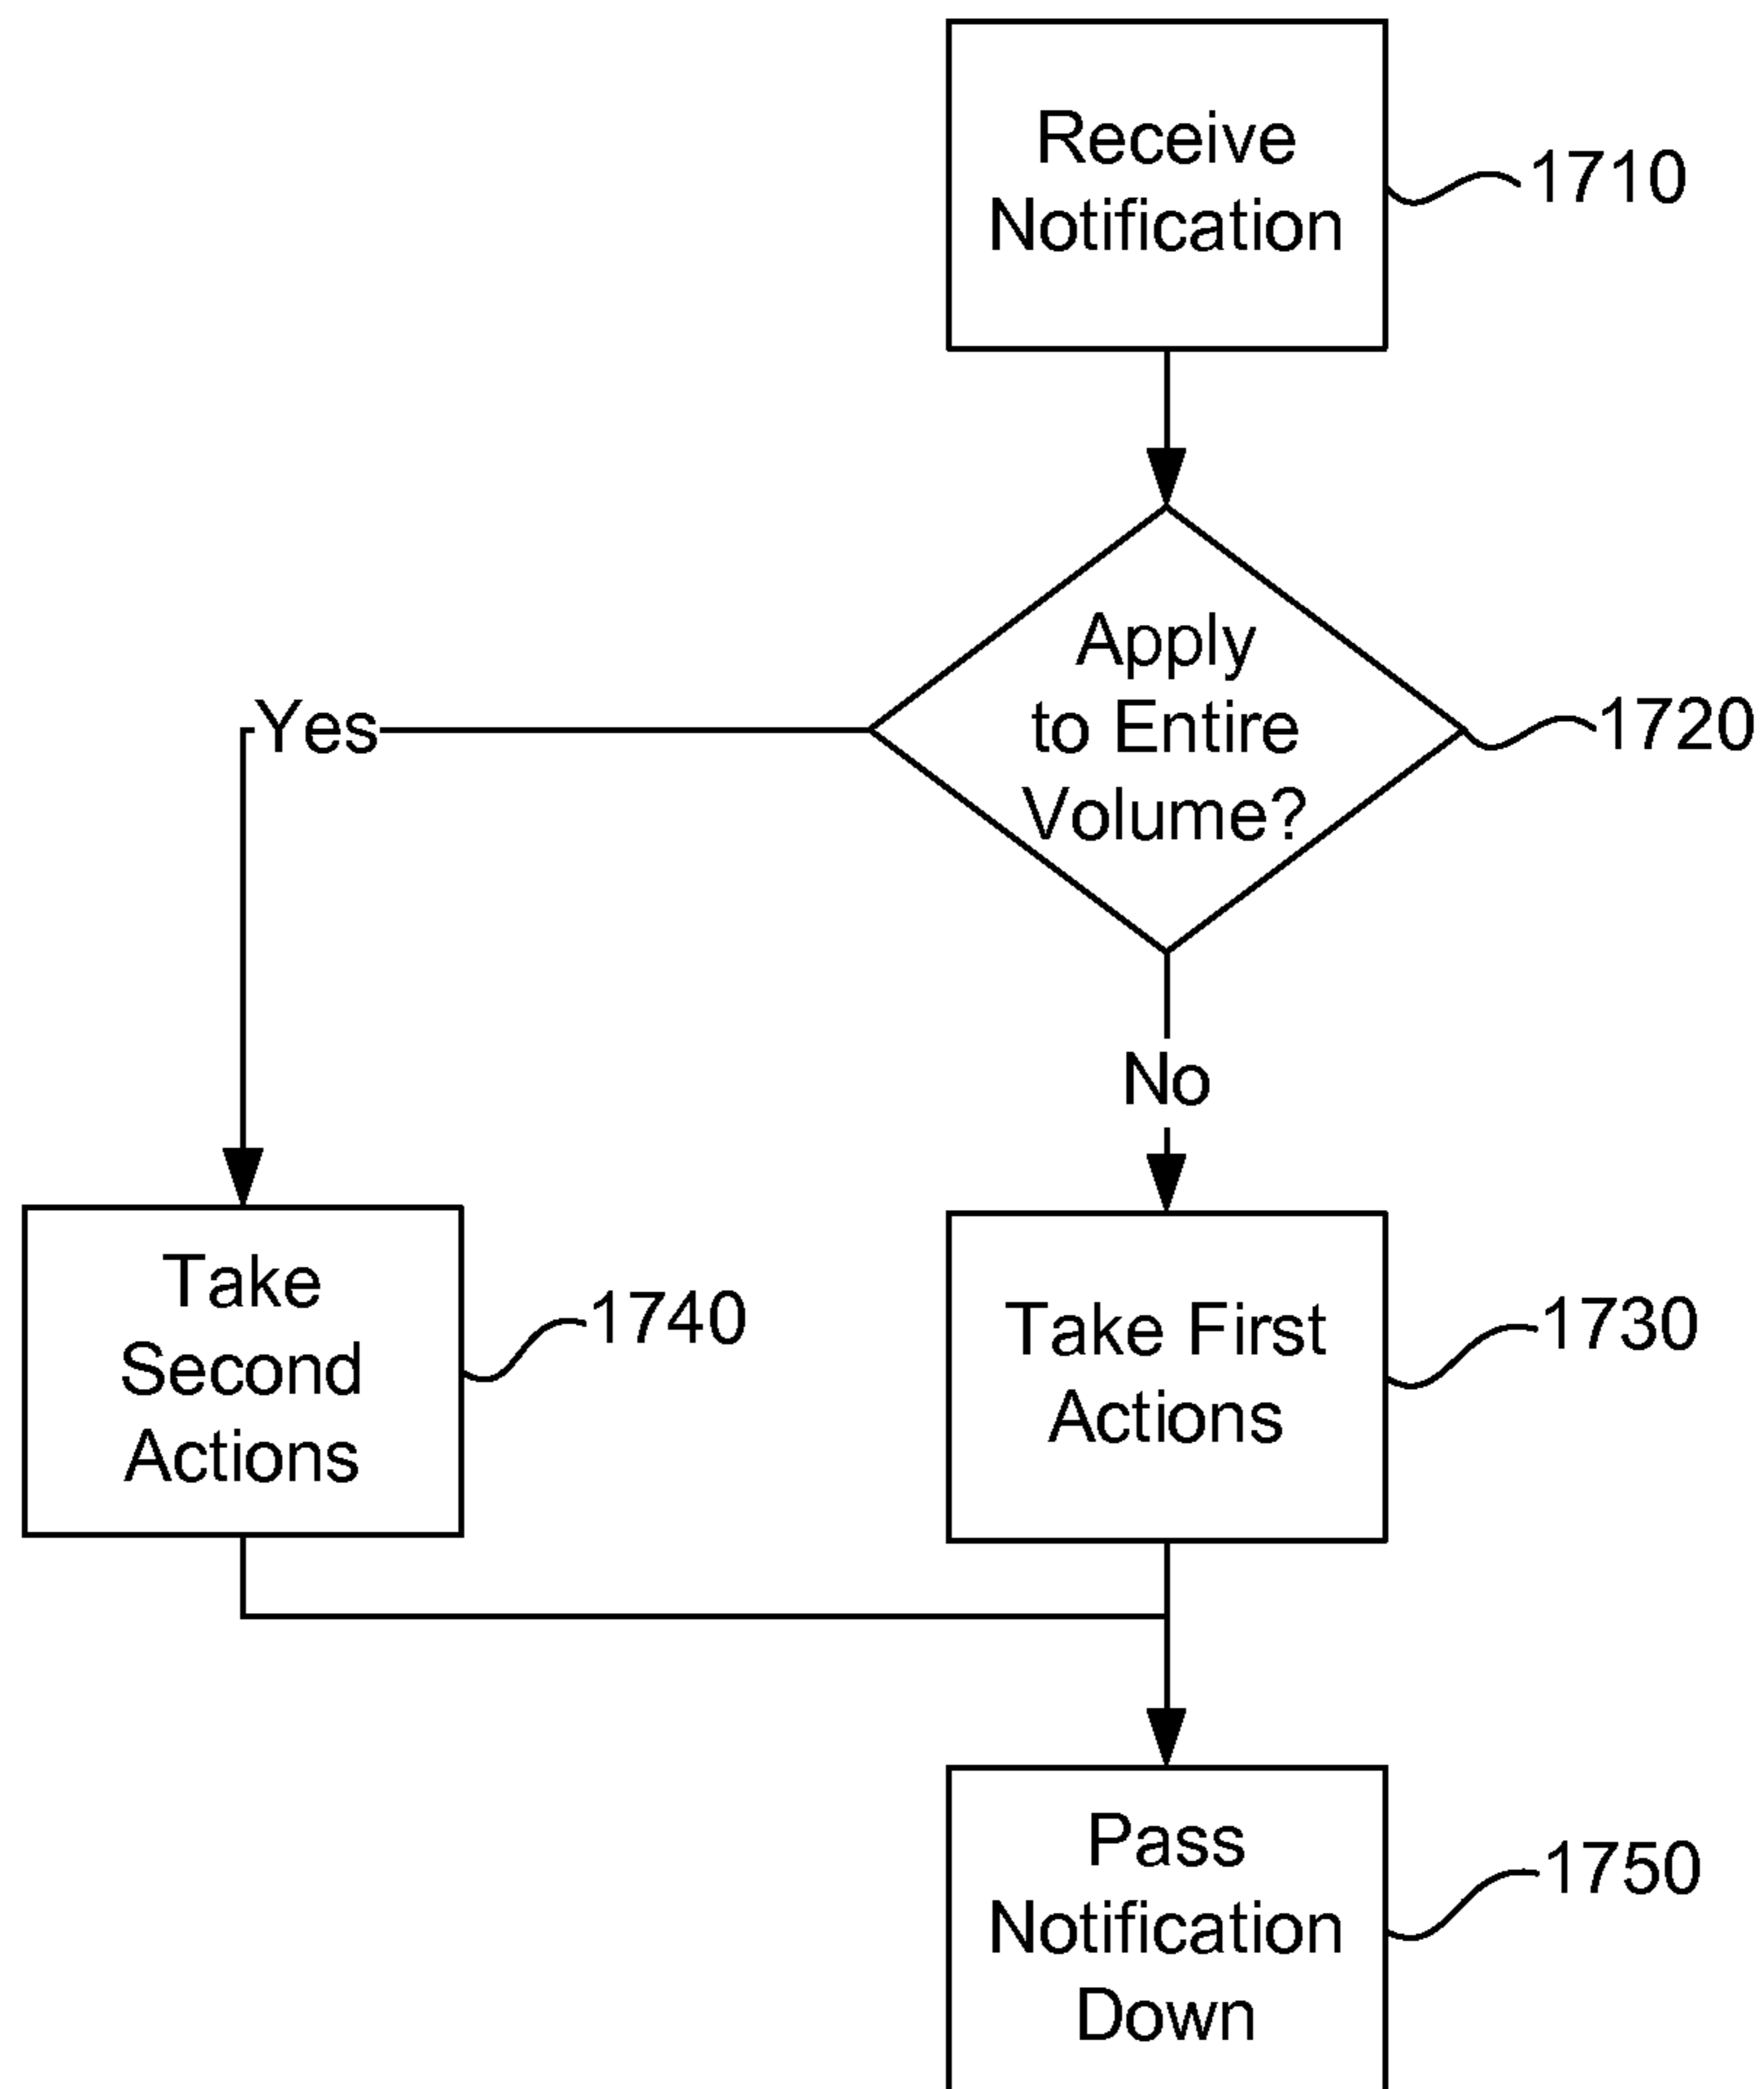 Receive
Notification
1710
Apply
to Entire
Volume?
1720
Yes
No
Take
Second
Actions
1740
Take First
Actions
1730
Pass
Notification
Down
1750